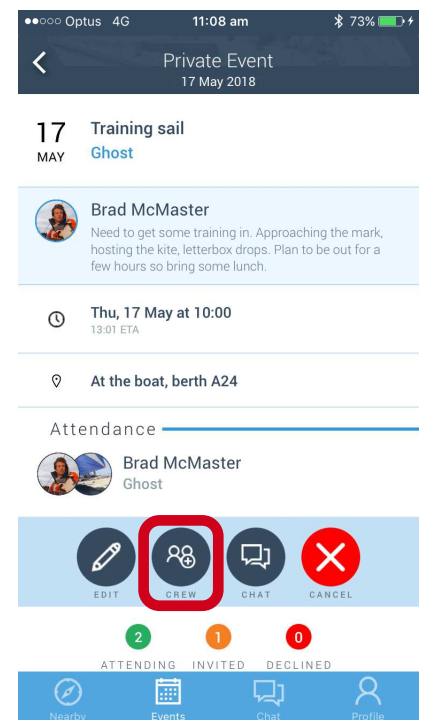 Optus 4G 11:08 am 73%
Private Event
17 May 2018
17 Training sail
MAY Ghost
Brad McMaster
Need to get some training in. Approaching the mark,
hosting the kite, letterbox drops. Plan to be out for a
few hours so bring some lunch.
Thu, 17 May at 10:00
13:01 ETA
At the boat, berth A24
Attendance
Brad McMaster
Ghost
EDIT CREW CHAT CANCEL
2 1 0
ATTENDING INVITED DECLINED
Nearby Events Chat Profile